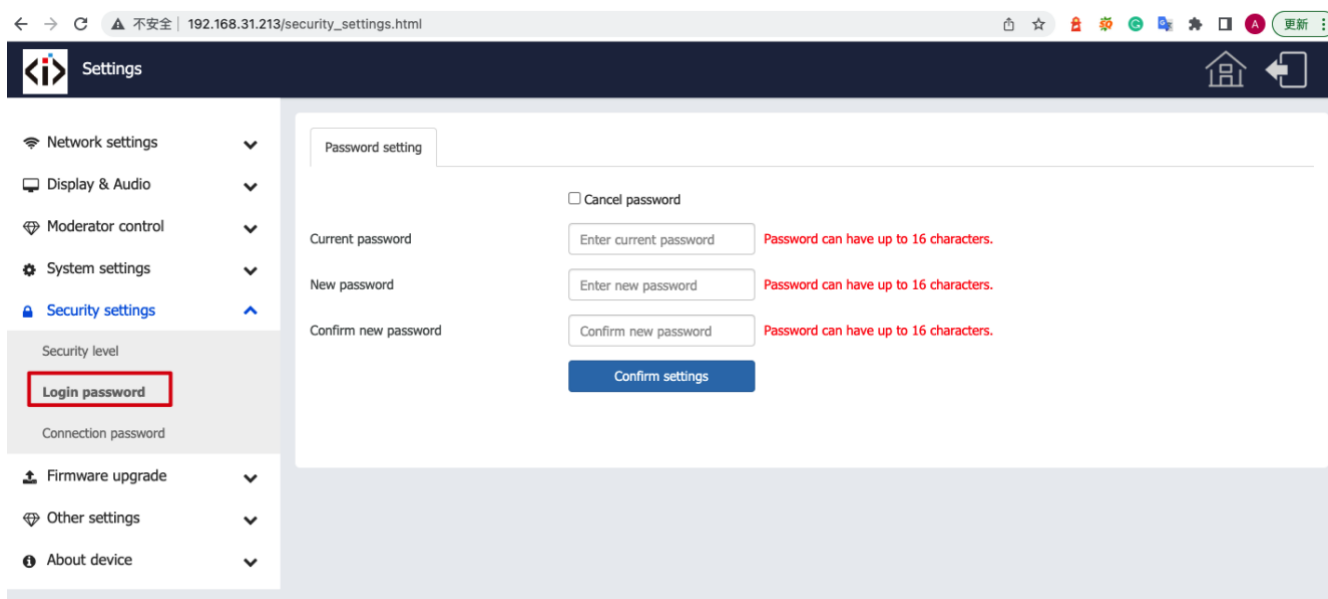 不安全 | 192.168.31.213/security_settings.html A 更新
<i> Settings
Network settings
Display & Audio
Moderator control
System settings
Security settings
Security level
Login password
Connection password
Firmware upgrade
Other settings
About device
Password setting
Cancel password
Current password Enter current password Password can have up to 16 characters.
New password Enter new password Password can have up to 16 characters.
Confirm new password Confirm new password Password can have up to 16 characters.
Confirm settings